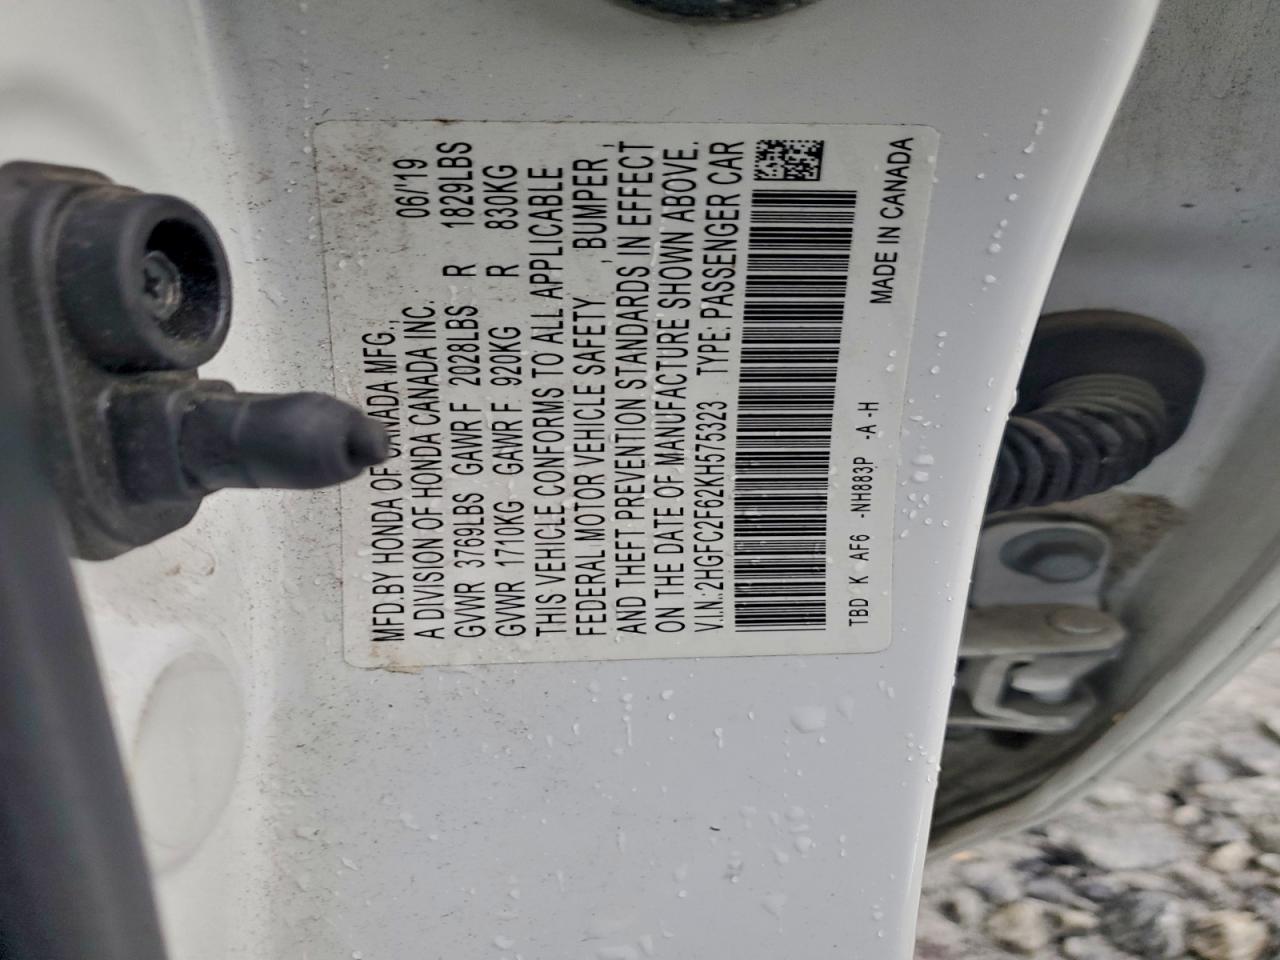 MFD.BY HONDA OF CANADA MFG., 06/'19
A DIVISION OF HONDA CANADA INC.
GVWR 3769LBS GAWR F 2028LBS R 1829LBS
GVWR 1710KG GAWR F 920KG R 830KG
THIS VEHICLE CONFORMS TO ALL APPLICABLE
FEDERAL MOTOR VEHICLE SAFETY , BUMPER ,
AND THEFT PREVENTION STANDARDS IN EFFECT
ON THE DATE OF MANUFACTURE SHOWN ABOVE.
V.I.N.:2HGFC2F62KH575323 TYPE: PASSENGER CAR
TBD K AF6 -NH883P -A -H MADE IN CANADA